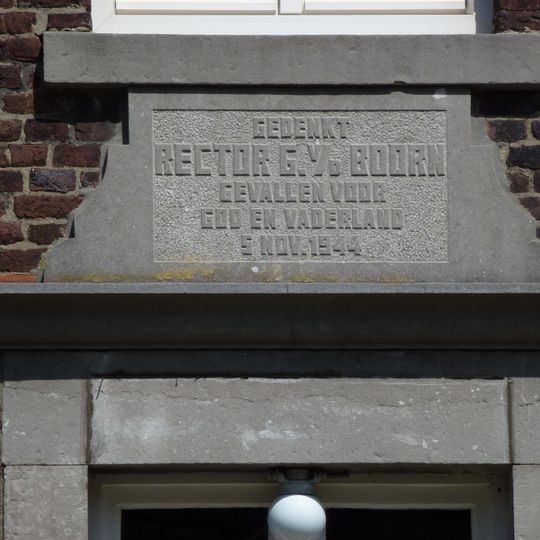 GEDENKT
RECTOR G. V/D BOORN
GEVALLEN VOOR
GOD EN VADERLAND
5 NOV. 1944